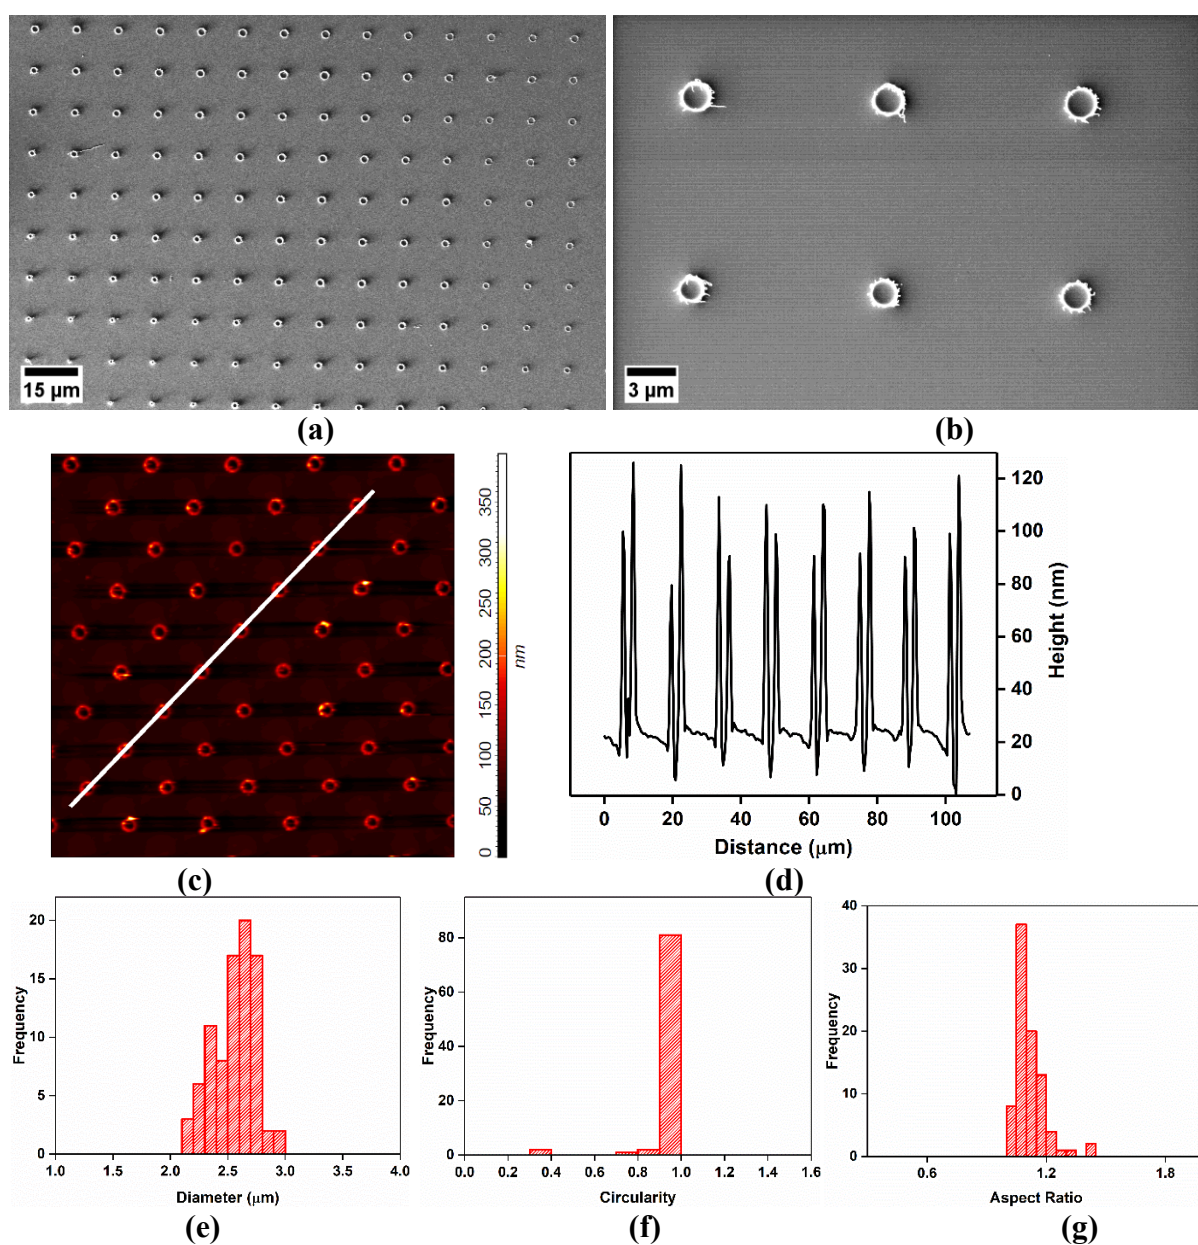 15 µm
3 µm
(a)
(b)
350
300
250
200
150
100
50
0
nm
120
100
80
60
40
20
0
Height (nm)
0 20 40 60 80 100
Distance (µm)
(c)
(d)
20
15
10
5
0
Frequency
1.0 1.5 2.0 2.5 3.0 3.5 4.0
Diameter (µm)
(e)
80
60
40
20
0
Frequency
0.0 0.2 0.4 0.6 0.8 1.0 1.2 1.4 1.6
Circularity
(f)
40
30
20
10
0
Frequency
0.6 1.2 1.8
Aspect Ratio
(g)